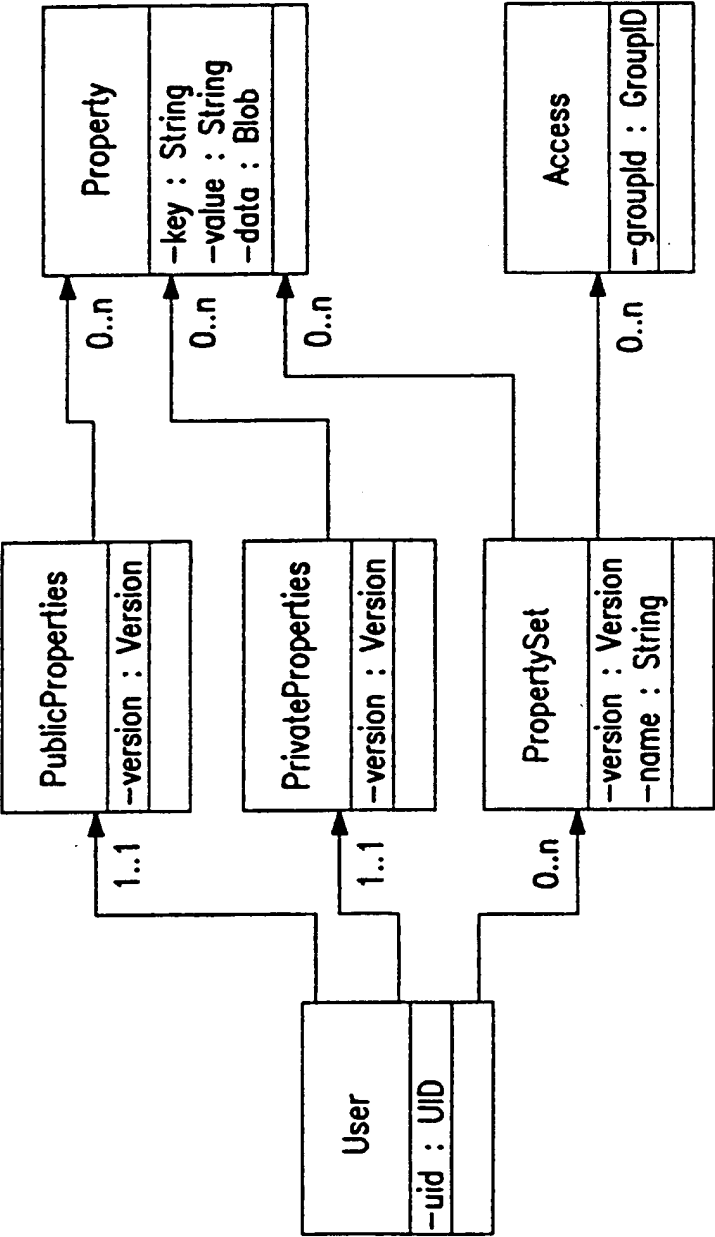 User
-uid : UID
1..1
1..1
0..n
PublicProperties
-version : Version
PrivateProperties
-version : Version
PropertySet
-version : Version
-name : String
0..n
0..n
0..n
0..n
Property
-key : String
-value : String
-data : Blob
Access
-groupId : GroupID